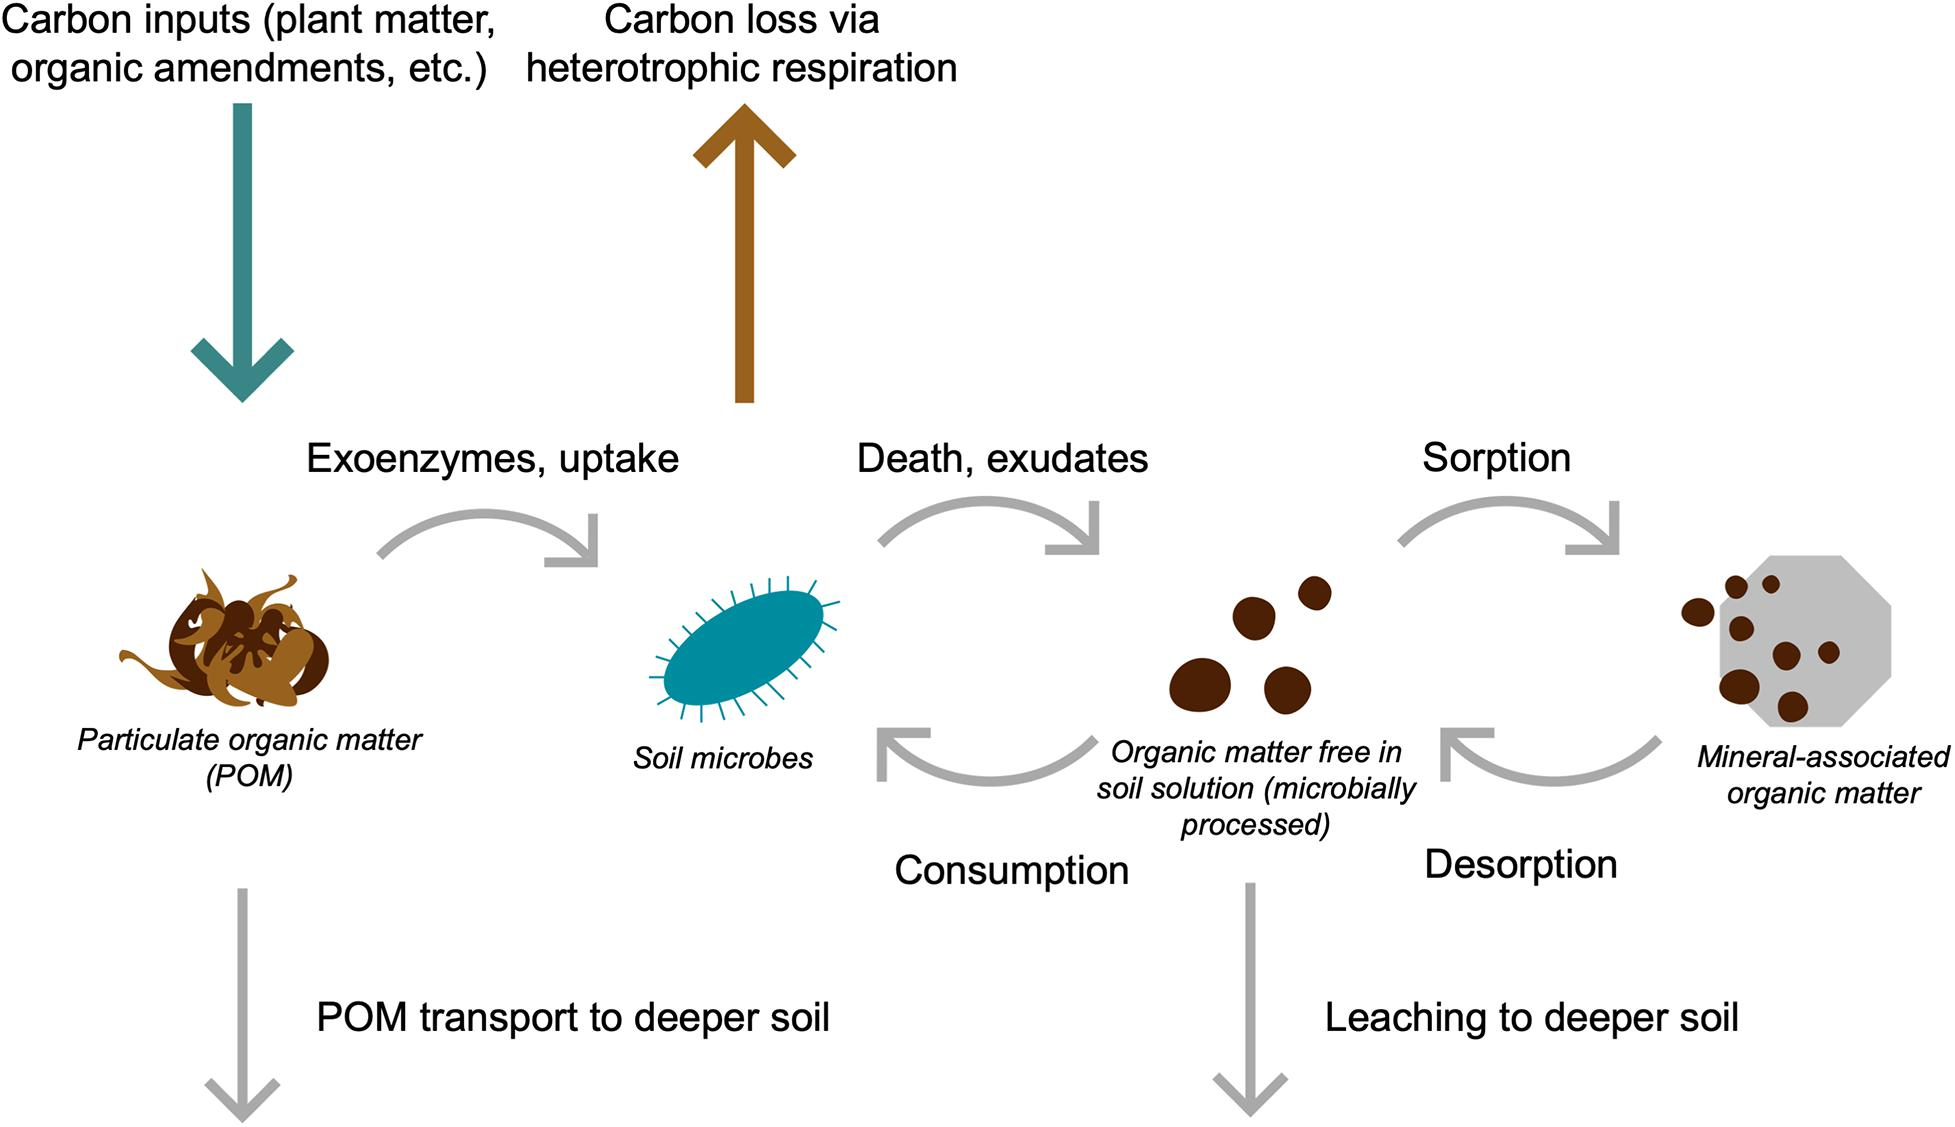 Carbon inputs (plant matter,
organic amendments, etc.)
Carbon loss via
heterotrophic respiration
Exoenzymes, uptake
Death, exudates
Sorption
Particulate organic matter
(POM)
Soil microbes
Organic matter free in
soil solution (microbially
processed)
Mineral-associated
organic matter
Consumption
Desorption
POM transport to deeper soil
Leaching to deeper soil